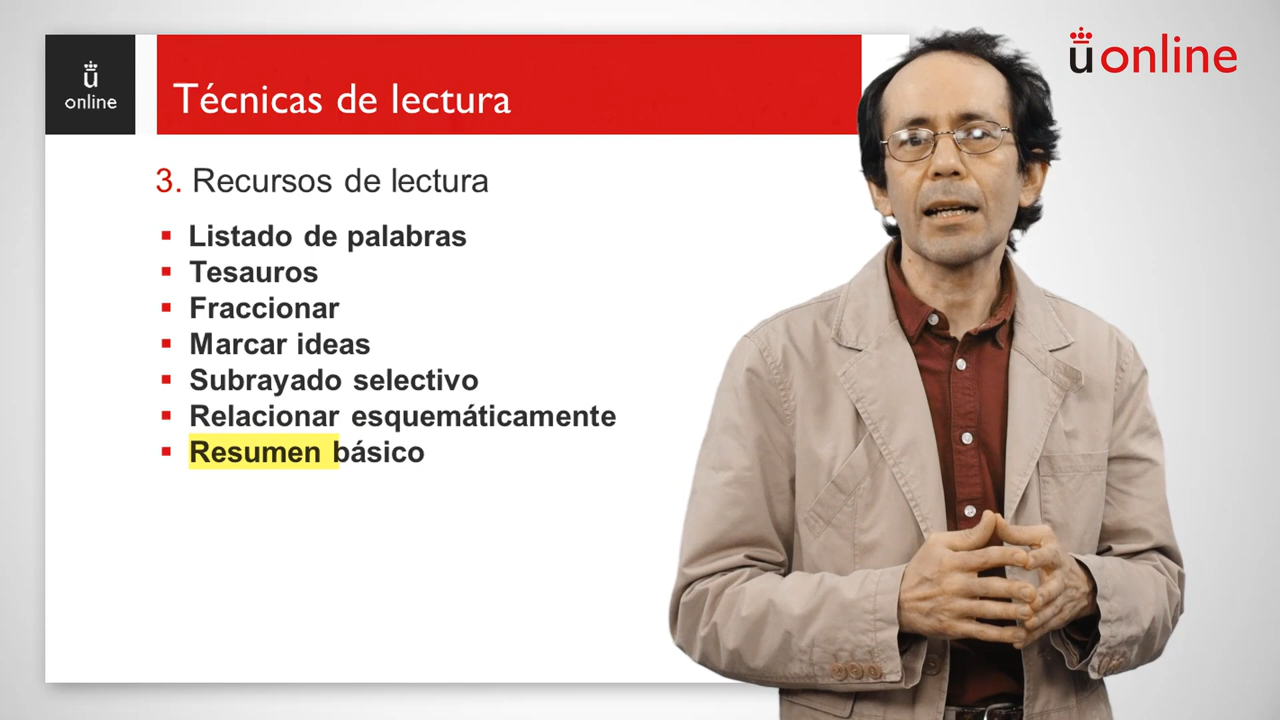 ū online
ū
online
Técnicas de lectura
3. Recursos de lectura
▪ Listado de palabras
▪ Tesauros
▪ Fraccionar
▪ Marcar ideas
▪ Subrayado selectivo
▪ Relacionar esquemáticamente
▪ Resumen básico